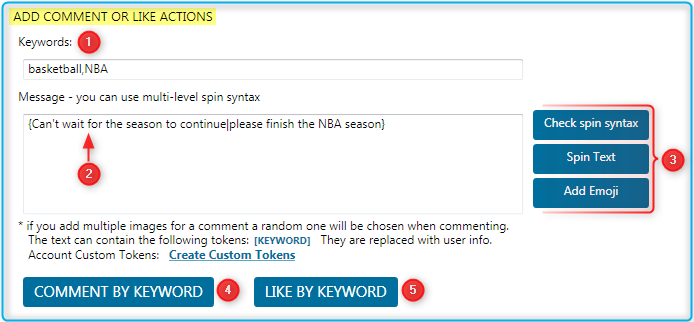 ADD COMMENT OR LIKE ACTIONS
Keywords: 1
basketball,NBA
Message - you can use multi-level spin syntax
{Can't wait for the season to continue|please finish the NBA season}
2
Check spin syntax
Spin Text
Add Emoji
3
* if you add multiple images for a comment a random one will be chosen when commenting.
The text can contain the following tokens: [KEYWORD] They are replaced with user info.
Account Custom Tokens: Create Custom Tokens
COMMENT BY KEYWORD 4 LIKE BY KEYWORD 5